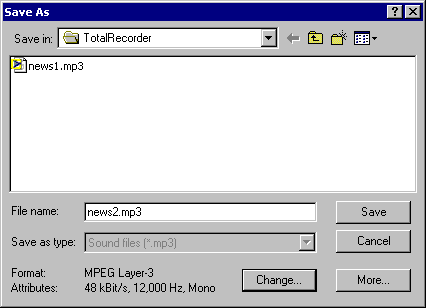 Save As
Save in: TotalRecorder
news1.mp3
File name: news2.mp3 Save
Save as type: Sound files (*.mp3) Cancel
Format: MPEG Layer-3
Attributes: 48 kBit/s, 12,000 Hz, Mono
Change... More...